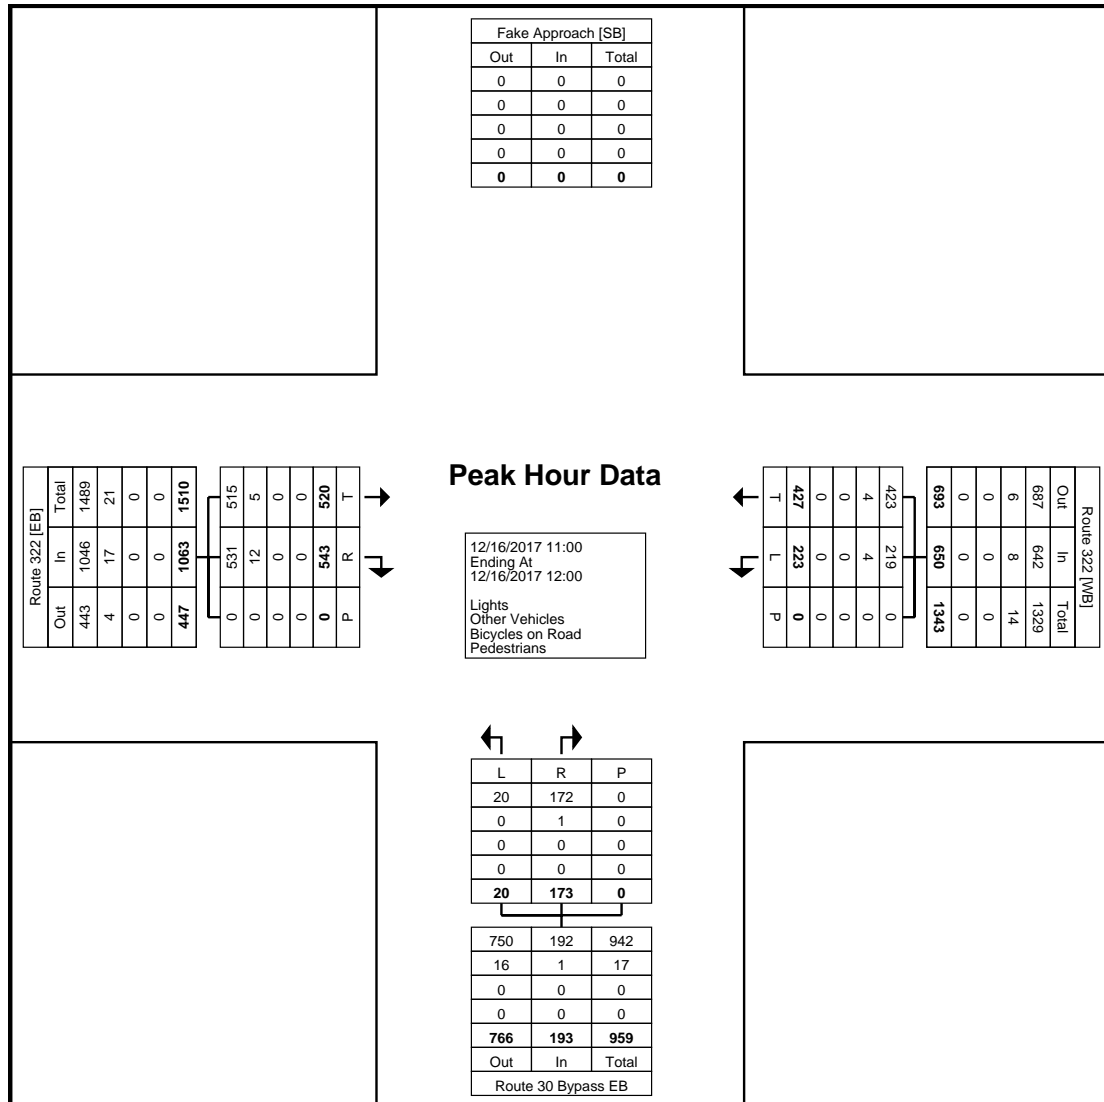 Fake Approach [SB]
Out In Total
0 0 0
0 0 0
0 0 0
0 0 0
0 0 0
Peak Hour Data
12/16/2017 11:00
Ending At
12/16/2017 12:00
Lights
Other Vehicles
Bicycles on Road
Pedestrians
Route 322 [EB]
Out In Total
443 1046 1489
4 17 21
0 0 0
0 0 0
447 1063 1510
0 531 515
0 12 5
0 0 0
0 0 0
0 543 520
P R T
Route 322 [WB]
Out In Total
687 642 1329
6 8 14
0 0 0
0 0 0
693 650 1343
423 219 0
4 4 0
0 0 0
0 0 0
427 223 0
T L P
L R P
20 172 0
0 1 0
0 0 0
0 0 0
20 173 0
750 192 942
16 1 17
0 0 0
0 0 0
766 193 959
Out In Total
Route 30 Bypass EB